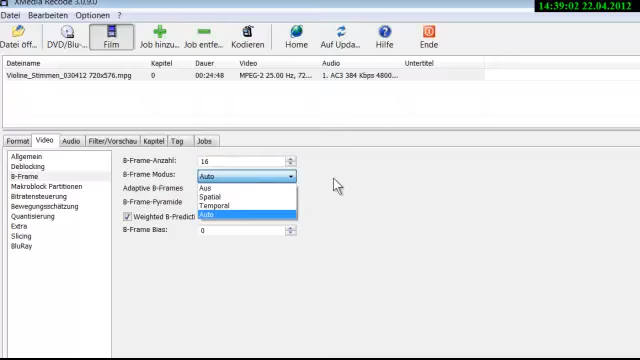 XMedia Recode 3.0.9.0
14:39:02 22.04.2012
Datei Bearbeiten Optionen ?
Datei öff... DVD/Blu-... Film Job hinzu... Job entfe... Kodieren Home Auf Upda... Hilfe Ende
Dateiname Kapitel Dauer Video Audio Untertitel
Violine_Stimmen_030412 720x576.mpg 0 00:24:48 MPEG-2 25.00 Hz, 72... 1. AC3 384 Kbps 4800...
Format Video Audio Filter/Vorschau Kapitel Tag Jobs
Allgemein
Deblocking
B-Frame
Makroblock Partitionen
Bitratensteuerung
Bewegungsschätzung
Quantisierung
Extra
Slicing
BluRay
B-Frame-Anzahl: 16
B-Frame Modus: Auto
Adaptive B-Frames
B-Frame-Pyramide
Weighted B-Predicti
B-Frame Bias: 0
Aus
Spatial
Temporal
Auto